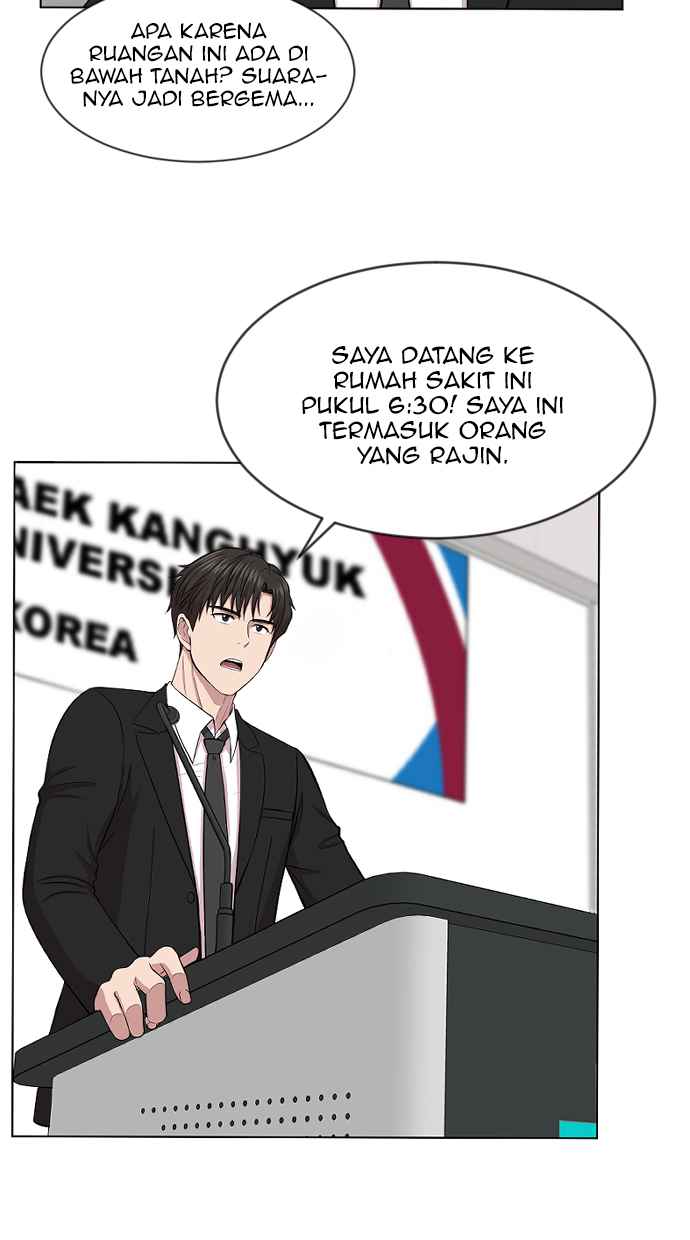 APA KARENA
RUANGAN INI ADA DI
BAWAH TANAH? SUARA-
NYA JADI BERGEMA...
SAYA DATANG KE
RUMAH SAKIT INI
PUKUL 6:30! SAYA INI
TERMASUK ORANG
YANG RAJIN.
AEK KANGHYUK
NIVERSI
KOREA